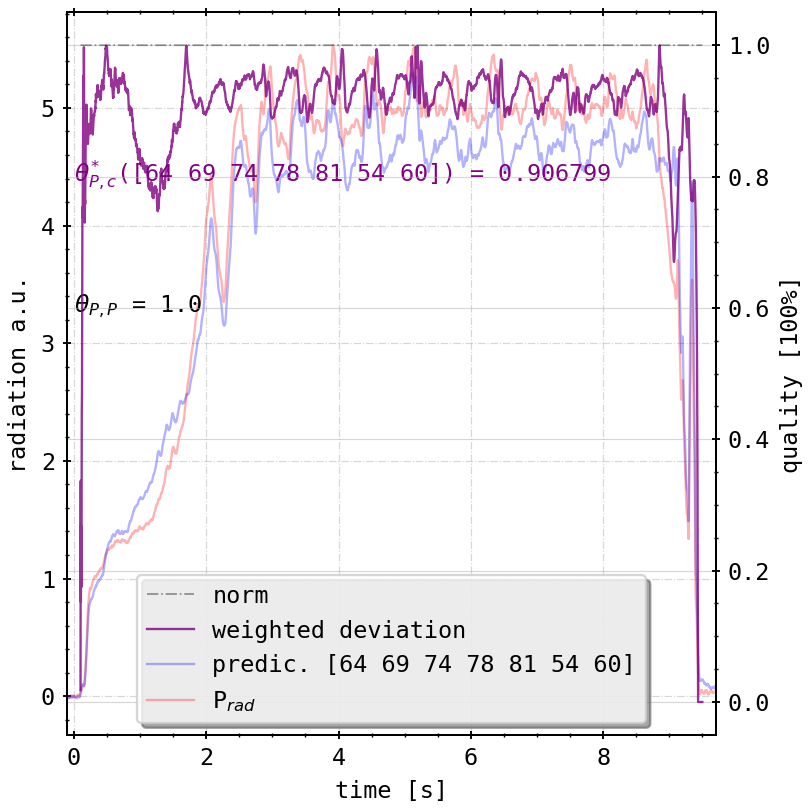 radiation a.u.
5
4
3
2
1
0
1.0
0.8
0.6
0.4
0.2
0.0
quality [100%]
θ*P,c([64 69 74 78 81 54 60]) = 0.906799
θP,P = 1.0
norm
weighted deviation
predic. [64 69 74 78 81 54 60]
Prad
0 2 4 6 8
time [s]